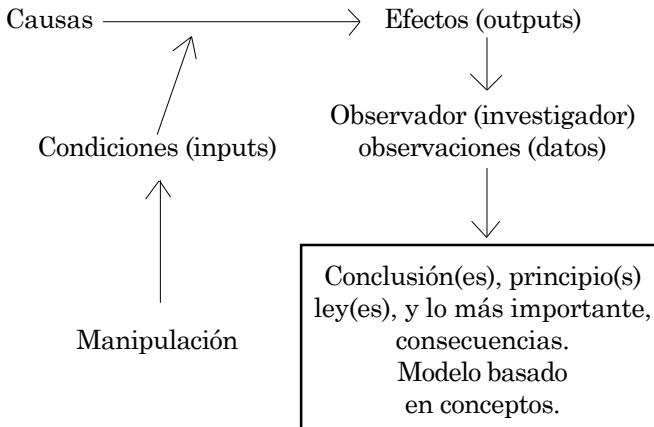 Causas
Efectos (outputs)
Observador (investigador)
observaciones (datos)
Condiciones (inputs)
Conclusión(es), principio(s)
ley(es), y lo más importante,
consecuencias.
Modelo basado
en conceptos.
Manipulación